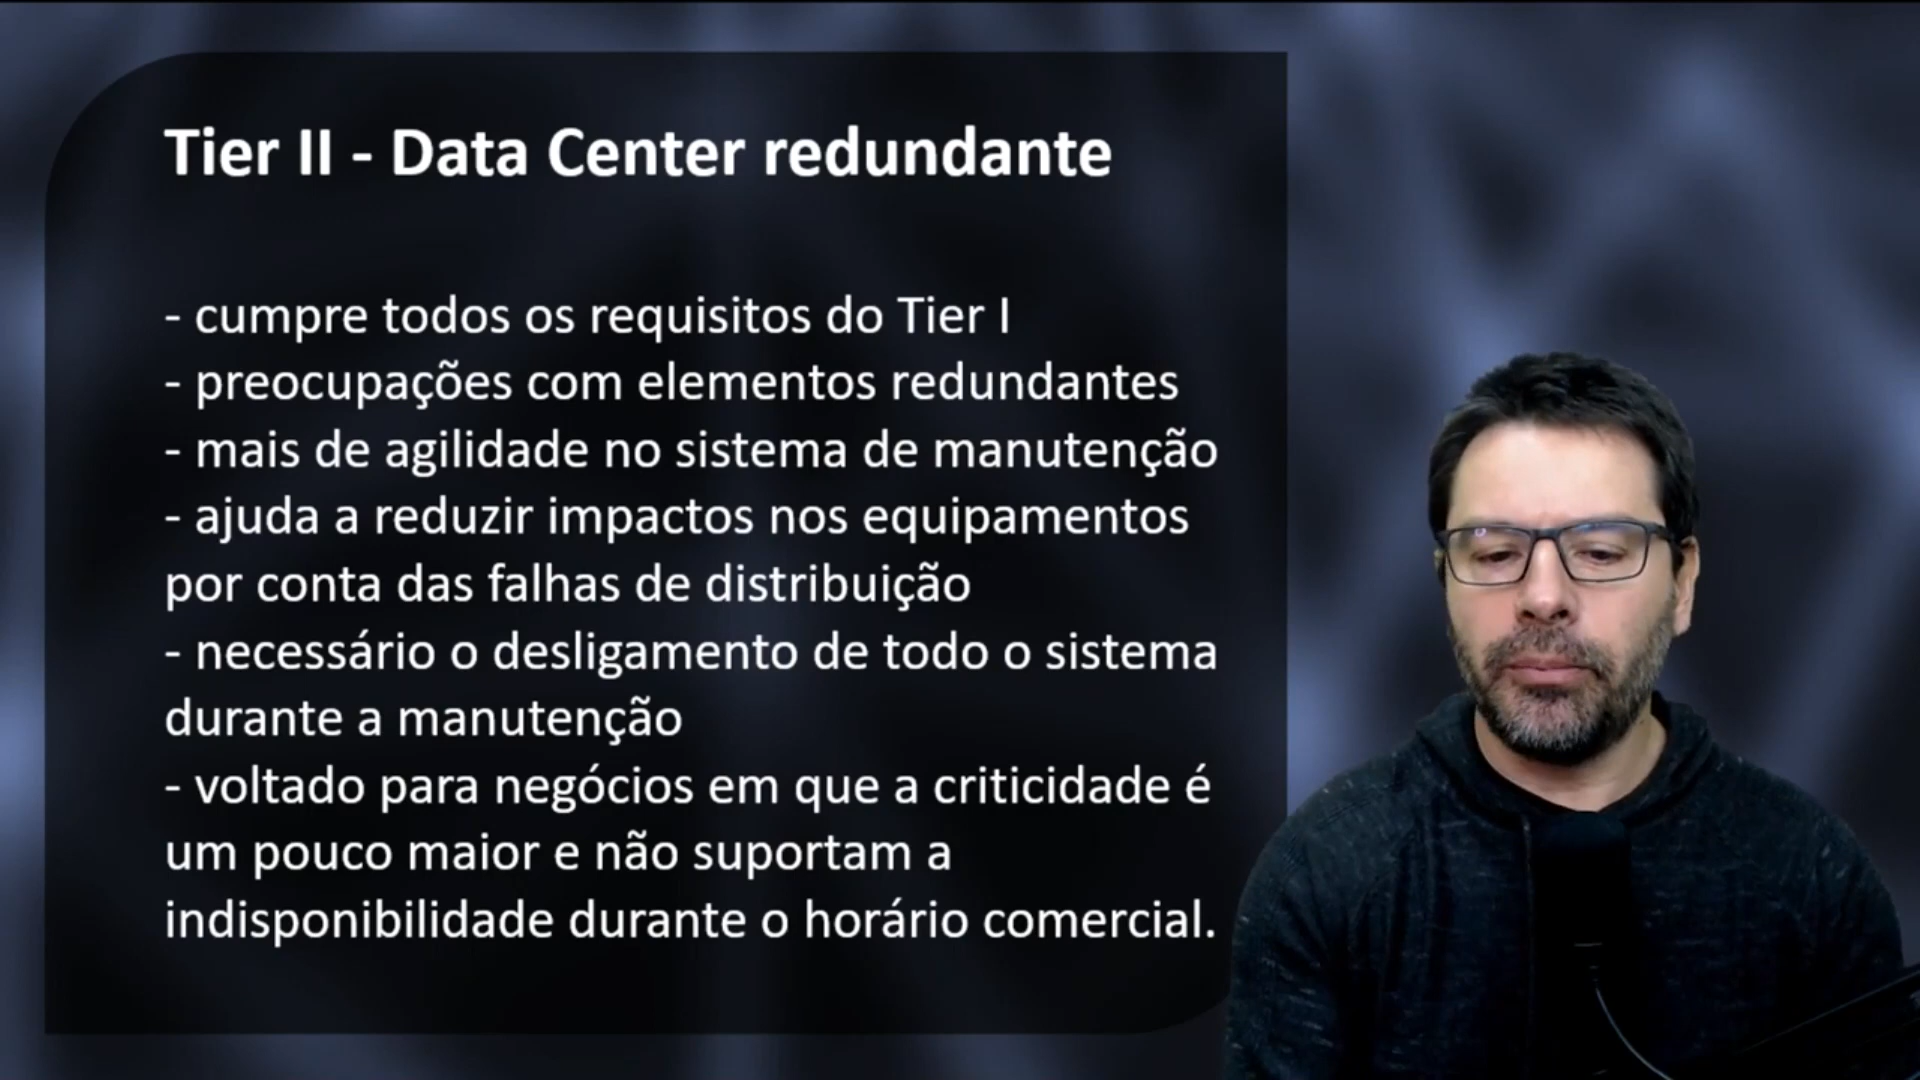 Tier II - Data Center redundante
- cumpre todos os requisitos do Tier I
- preocupações com elementos redundantes
- mais de agilidade no sistema de manutenção
- ajuda a reduzir impactos nos equipamentos
por conta das falhas de distribuição
- necessário o desligamento de todo o sistema
durante a manutenção
- voltado para negócios em que a criticidade é
um pouco maior e não suportam a
indisponibilidade durante o horário comercial.